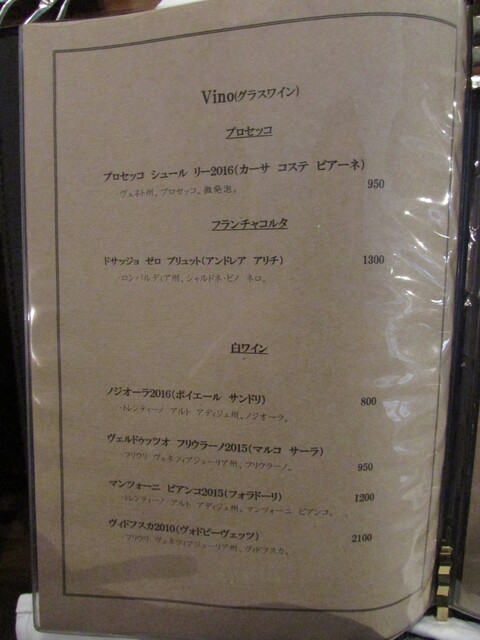 Vino(グラスワイン)
プロセッコ
プロセッコ シュール リー2016(カーサ コステ ピアーネ)
・ヴェネト州、プロセッコ、微発泡。
950
フランチャコルタ
ドサッジョ ゼロ ブリュット(アンドレア アリチ) 1300
・ロンバルディア州、シャルドネ・ピノ ネロ。
白ワイン
ノジオーラ2016(ポイエール サンドリ) 800
・トレンティーノ アルト アディジェ州、ノジオーラ。
ヴェルドゥッツオ フリウラーノ2015(マルコ サーラ)
・フリウリ ヴェネツィアジューリア州、フリウラーノ。 950
マンツォーニ ビアンコ2015(フォラドーリ) 1200
・トレンティーノ アルト アディジェ州、マンツォーニ ビアンコ。
ヴィドフスカ2010(ヴォドピーヴェッツ) 2100
・フリウリ ヴェネツィアジューリア州、ヴィドフスカ。